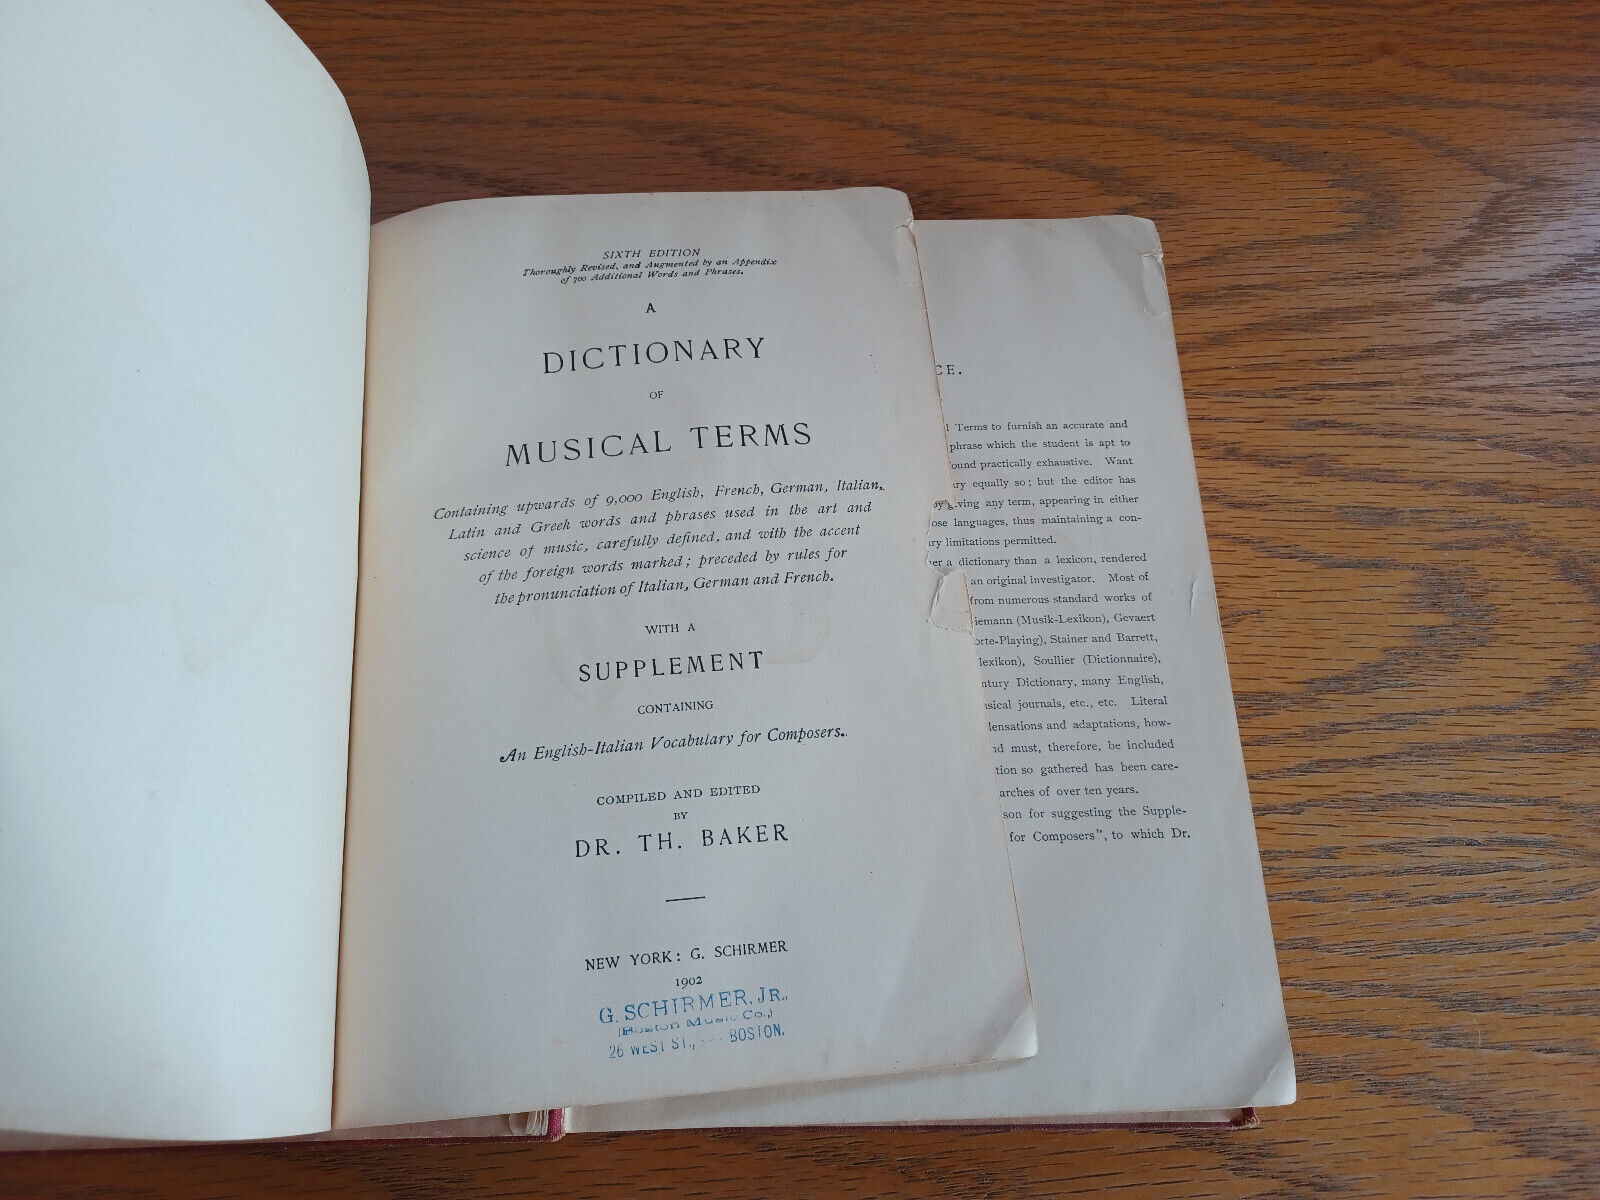 SIXTH EDITION
Thoroughly Revised, and Augmented by an Appendix
of 700 Additional Words and Phrases.
A
DICTIONARY
OF
MUSICAL TERMS
Containing upwards of 9,000 English, French, German, Italian,
Latin and Greek words and phrases used in the art and
science of music, carefully defined, and with the accent
of the foreign words marked; preceded by rules for
the pronunciation of Italian, German and French.
WITH A
SUPPLEMENT
CONTAINING
An English-Italian Vocabulary for Composers.
COMPILED AND EDITED
BY
DR. TH. BAKER
NEW YORK: G. SCHIRMER
1902
G. SCHIRMER, JR.,
(Boston Music Co.,)
26 WEST ST., BOSTON.
CE.
l Terms to furnish an accurate and
phrase which the student is apt to
ound practically exhaustive. Want
ry equally so; but the editor has
by giving any term, appearing in either
ose languages, thus maintaining a con-
ary limitations permitted.
er a dictionary than a lexicon, rendered
an original investigator. Most of
from numerous standard works of
iemann (Musik-Lexikon), Gevaert
orte-Playing), Stainer and Barrett,
lexikon), Soullier (Dictionnaire),
ntury Dictionary, many English,
usical journals, etc., etc. Literal
lensations and adaptations, how-
nd must, therefore, be included
tion so gathered has been care-
arches of over ten years.
son for suggesting the Supple-
for Composers", to which Dr.